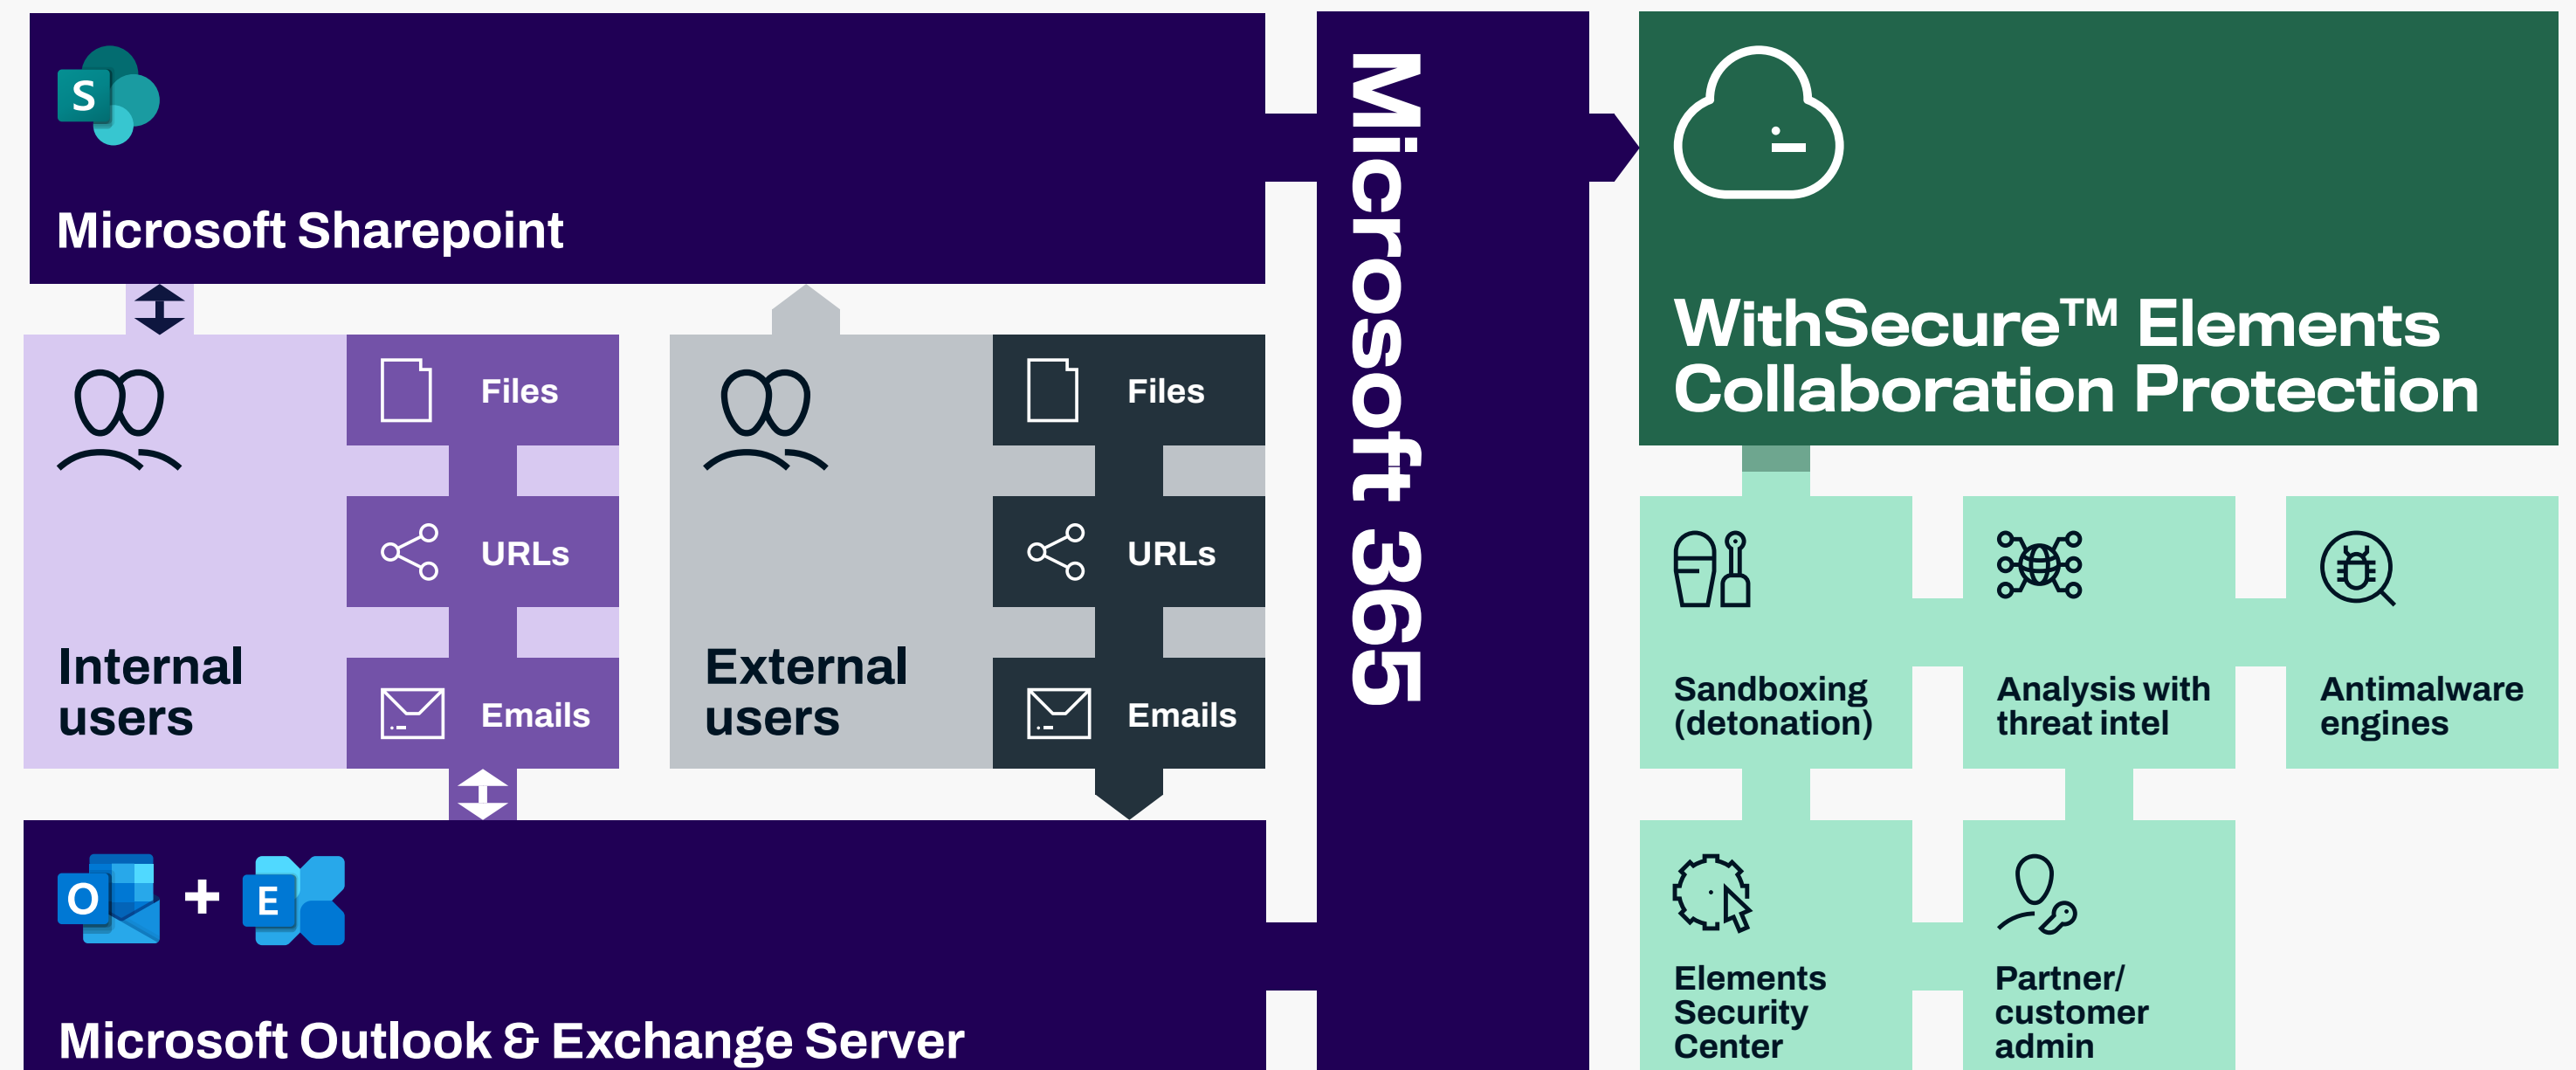 S
Microsoft Sharepoint
Internal
users
Files
URLs
Emails
External
users
Files
URLs
Emails
O + E
Microsoft Outlook & Exchange Server
Microsoft 365
WithSecure™ Elements
Collaboration Protection
Sandboxing
(detonation)
Analysis with
threat intel
Antimalware
engines
Elements
Security
Center
Partner/
customer
admin